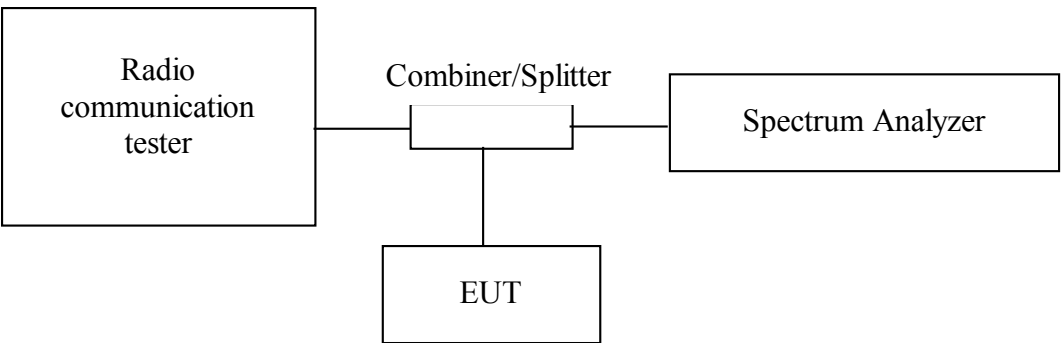 Radio
communication
tester
Combiner/Splitter
Spectrum Analyzer
EUT